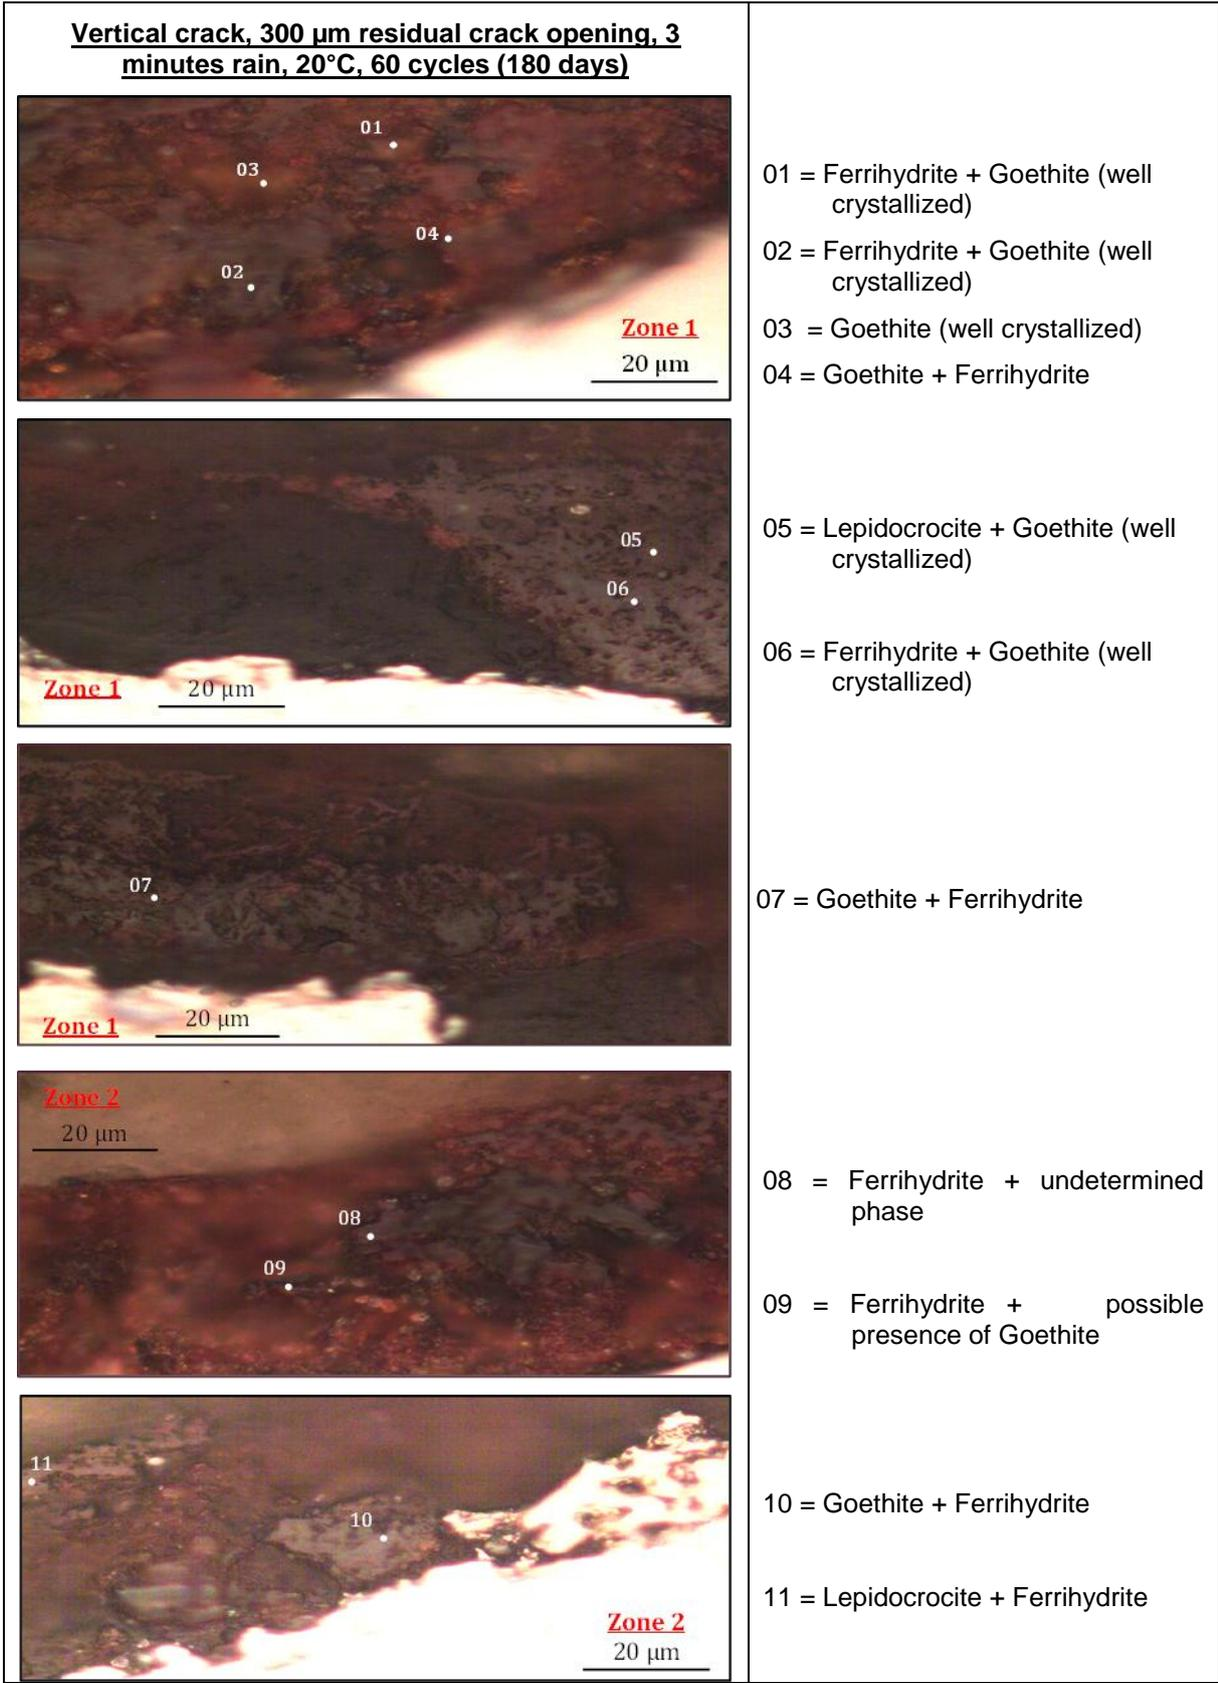 Vertical crack, 300 µm residual crack opening, 3
minutes rain, 20°C, 60 cycles (180 days)
01
03
04
02
Zone 1
20 µm
01 = Ferrihydrite + Goethite (well
crystallized)
02 = Ferrihydrite + Goethite (well
crystallized)
03 = Goethite (well crystallized)
04 = Goethite + Ferrihydrite
05
06
Zone 1
20 µm
05 = Lepidocrocite + Goethite (well
crystallized)
06 = Ferrihydrite + Goethite (well
crystallized)
07
20 µm
Zone 1
07 = Goethite + Ferrihydrite
Zone 2
20 µm
08
09
08 = Ferrihydrite + undetermined
phase
09 = Ferrihydrite + possible
presence of Goethite
11
10
Zone 2
20 µm
10 = Goethite + Ferrihydrite
11 = Lepidocrocite + Ferrihydrite